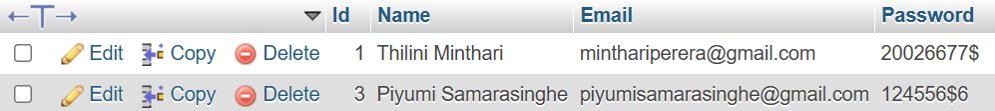 Id Name Email Password
Edit Copy Delete 1 Thilini Minthari minthariperera@gmail.com 20026677$
Edit Copy Delete 3 Piyumi Samarasinghe piyumisamarasinghe@gmail.com 124556$6